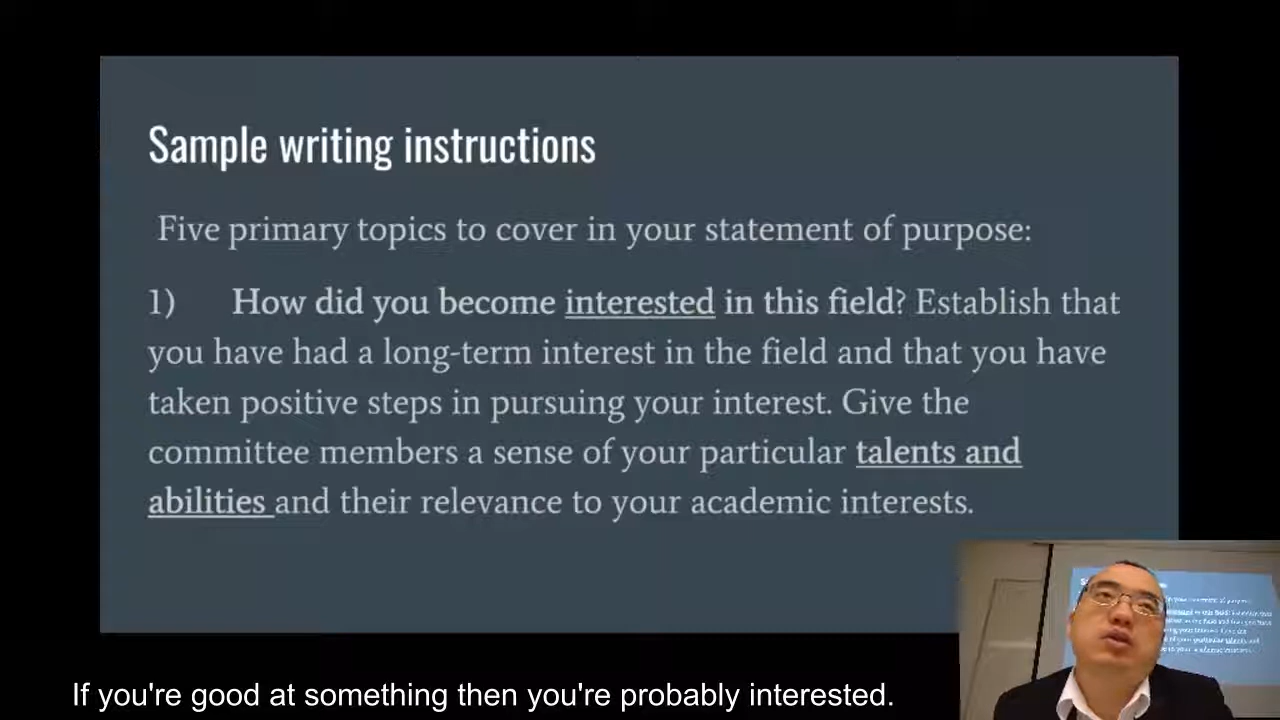 Sample writing instructions
Five primary topics to cover in your statement of purpose:
1) How did you become interested in this field? Establish that
you have had a long-term interest in the field and that you have
taken positive steps in pursuing your interest. Give the
committee members a sense of your particular talents and
abilities and their relevance to your academic interests.
If you're good at something then you're probably interested.